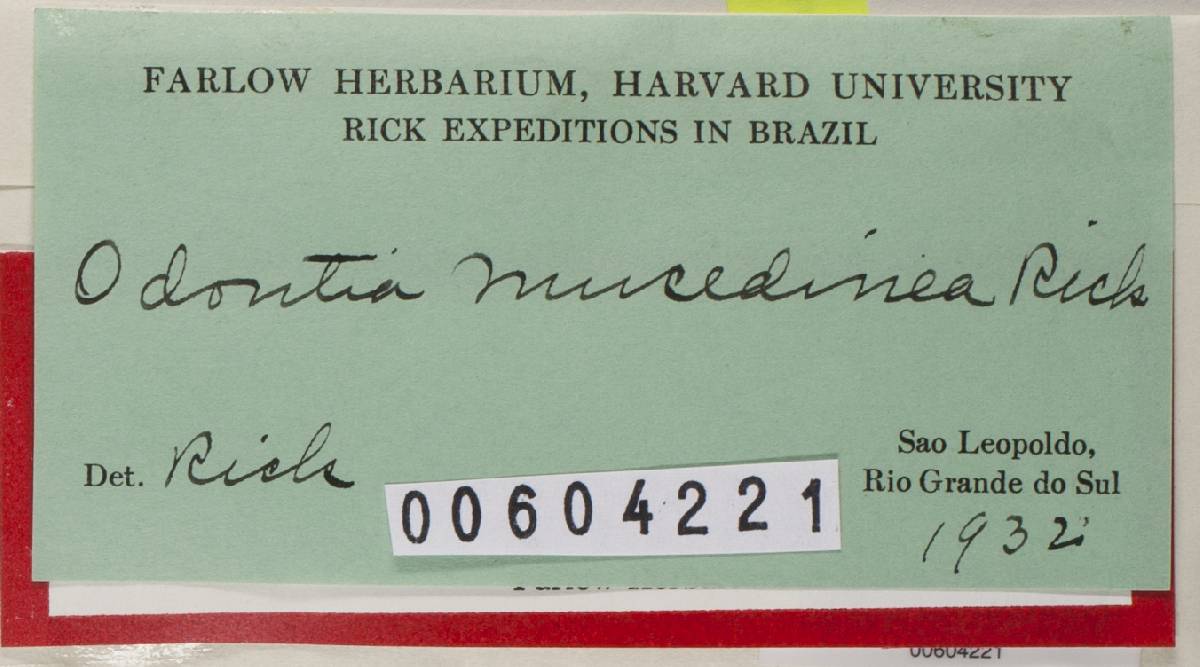 FARLOW HERBARIUM, HARVARD UNIVERSITY
RICK EXPEDITIONS IN BRAZIL
Odontia mucedinea Rick
Det. Rick
Sao Leopoldo,
Rio Grande do Sul
1932
00604221
00604221